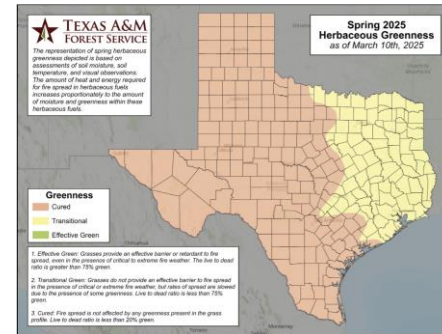 TEXAS A&M
FOREST SERVICE
The representation of spring herbaceous
greenness depicted is based on
assessments of soil moisture, soil
temperature, and visual observations.
The amount of heat and energy required
for fire spread in herbaceous fuels
increases proportionately to the amount
of moisture and greenness within these
herbaceous fuels.
Spring 2025
Herbaceous Greenness
as of March 10th, 2025
Greenness
Cured
Transitional
Effective Green
1. Effective Green: Grasses provide an effective barrier or retardant to fire
spread, even in the presence of critical to extreme fire weather. The live to dead
ratio is greater than 75% green.
2. Transitional Green: Grasses do not provide an effective barrier to fire spread
in the presence of critical or extreme fire weather, but rates of spread are slowed
due to the presence of some greenness. Live to dead ratio is less than 75%
green.
3. Cured: Fire spread is not affected by any greenness present in the grass
profile. Live to dead ratio is less than 20% green.
Chihuahua
Monterrey